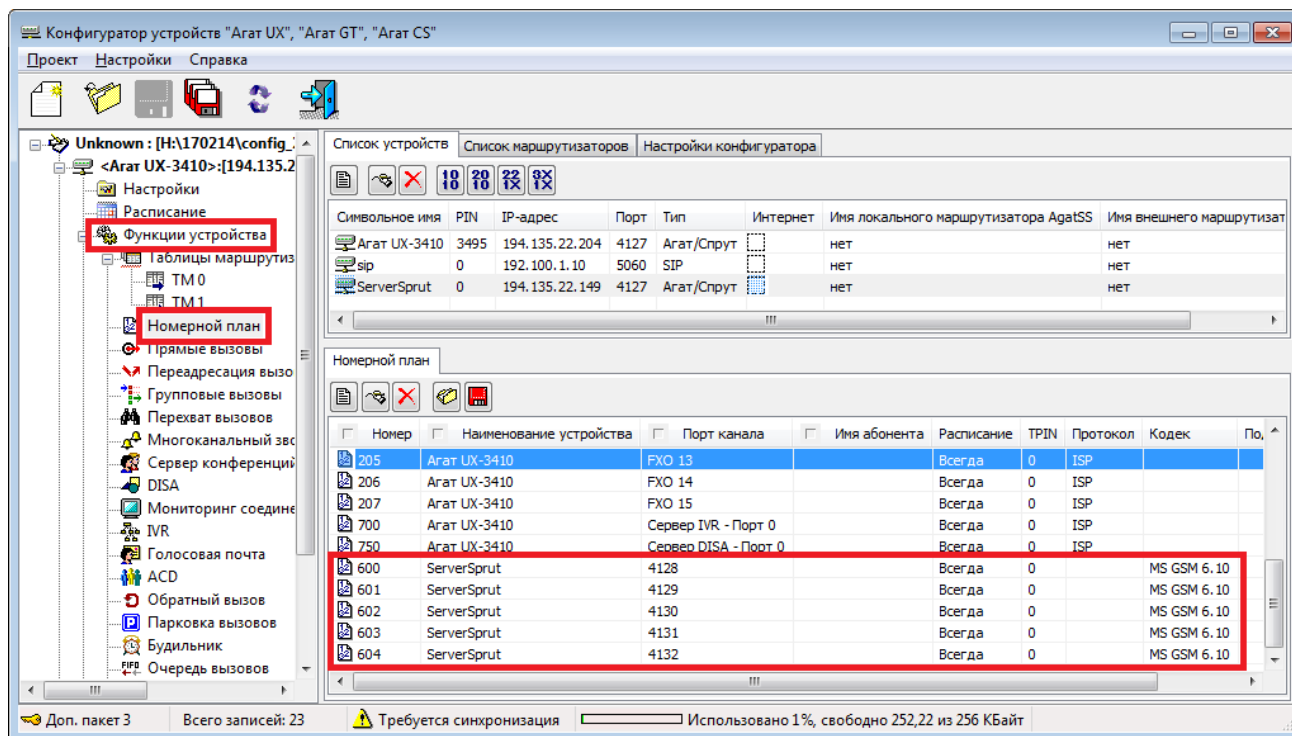 Конфигуратор устройств "Агат UX", "Агат GT", "Агат CS"
Проект Настройки Справка
Unknown : [H:\170214\config_
<Агат UX-3410>:[194.135.2
Настройки
Расписание
Функции устройства
Таблицы маршрутиз
ТМ 0
ТМ 1
Номерной план
Прямые вызовы
Переадресация вызо
Групповые вызовы
Перехват вызовов
Многоканальный звс
Сервер конференций
DISA
Мониторинг соедине
IVR
Голосовая почта
ACD
Обратный вызов
Парковка вызовов
Будильник
FIFO Очередь вызовов
Список устройств Список маршрутизаторов Настройки конфигуратора
10 10 20 10 22 1X 3X 1X
Символьное имя PIN IP-адрес Порт Тип Интернет Имя локального маршрутизатора AgatSS Имя внешнего маршрутизат
Агат UX-3410 3495 194.135.22.204 4127 Агат/Спрут нет нет
sip 0 192.100.1.10 5060 SIP нет нет
ServerSprut 0 194.135.22.149 4127 Агат/Спрут нет нет
Номерной план
Номер Наименование устройства Порт канала Имя абонента Расписание TPIN Протокол Кодек По,
205 Агат UX-3410 FXO 13 Всегда 0 ISP
206 Агат UX-3410 FXO 14 Всегда 0 ISP
207 Агат UX-3410 FXO 15 Всегда 0 ISP
700 Агат UX-3410 Сервер IVR - Порт 0 Всегда 0 ISP
750 Агат UX-3410 Сервер DISA - Порт 0 Всегда 0 ISP
600 ServerSprut 4128 Всегда 0 MS GSM 6.10
601 ServerSprut 4129 Всегда 0 MS GSM 6.10
602 ServerSprut 4130 Всегда 0 MS GSM 6.10
603 ServerSprut 4131 Всегда 0 MS GSM 6.10
604 ServerSprut 4132 Всегда 0 MS GSM 6.10
Доп. пакет 3 Всего записей: 23 Требуется синхронизация Использовано 1%, свободно 252,22 из 256 КБайт